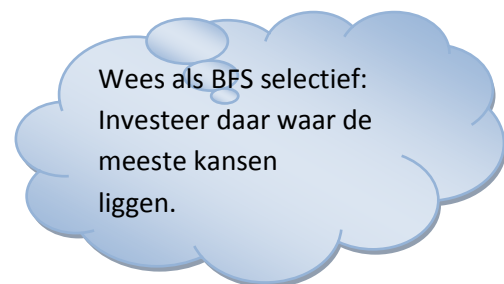 Wees als BFS selectief:
Investeer daar waar de
meeste kansen
liggen.